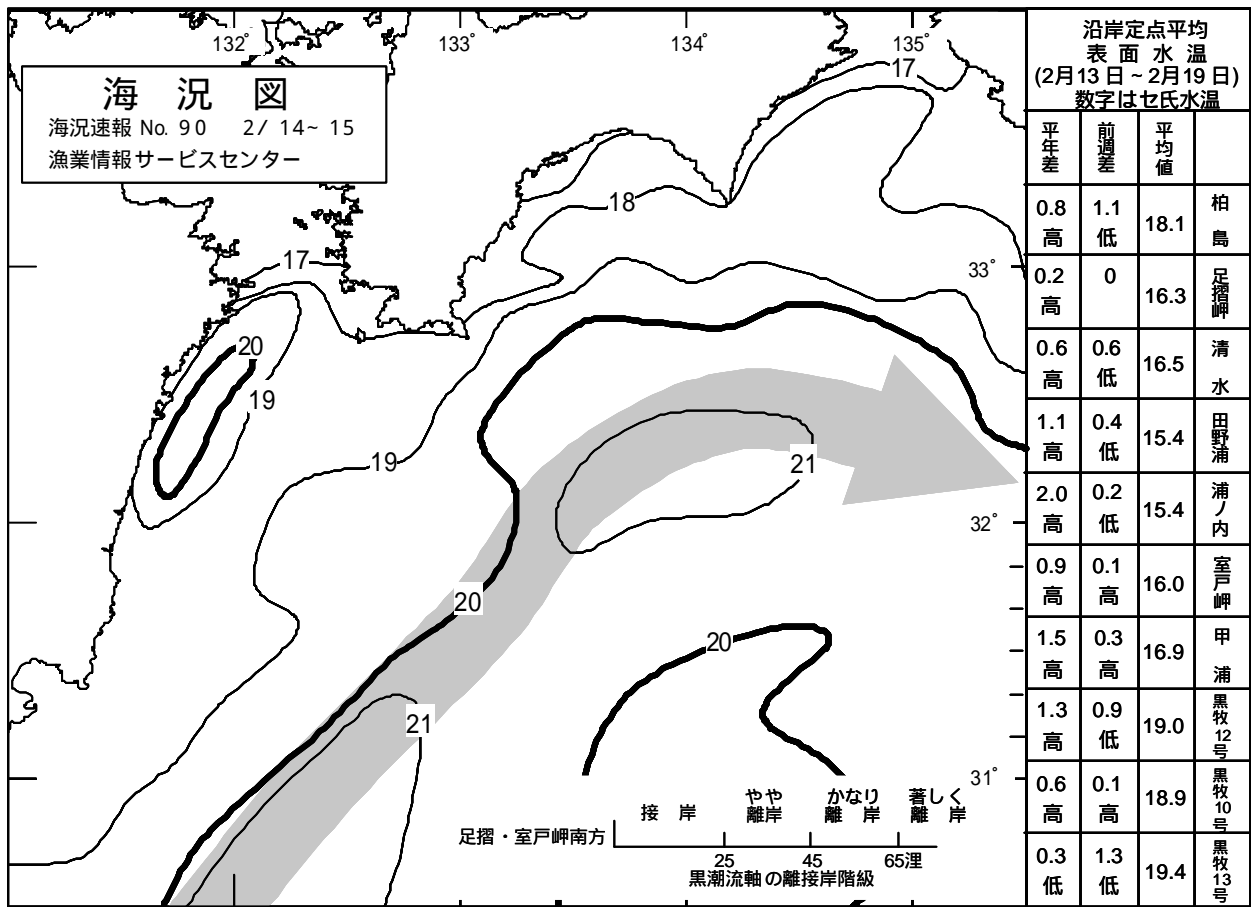 132°
133°
134°
135°
海況図
海況速報 No. 90 2/ 14~ 15
漁業情報サービスセンター
17
18
17
33°
20
19
19
21
32°
20
20
21
31°
接岸
やや離岸
かなり離岸
著しく離岸
足摺・室戸岬南方
25 45 65浬
黒潮流軸の離接岸階級
沿岸定点平均
表面水温
(2月13日~2月19日)
数字はセ氏水温
平年差 前週差 平均値
0.8高 1.1低 18.1 柏島
0.2高 0 16.3 足摺岬
0.6高 0.6低 16.5 清水
1.1高 0.4低 15.4 田野浦
2.0高 0.2低 15.4 浦ノ内
0.9高 0.1高 16.0 室戸岬
1.5高 0.3高 16.9 甲浦
1.3高 0.9低 19.0 黒牧12号
0.6高 0.1高 18.9 黒牧10号
0.3低 1.3低 19.4 黒牧13号